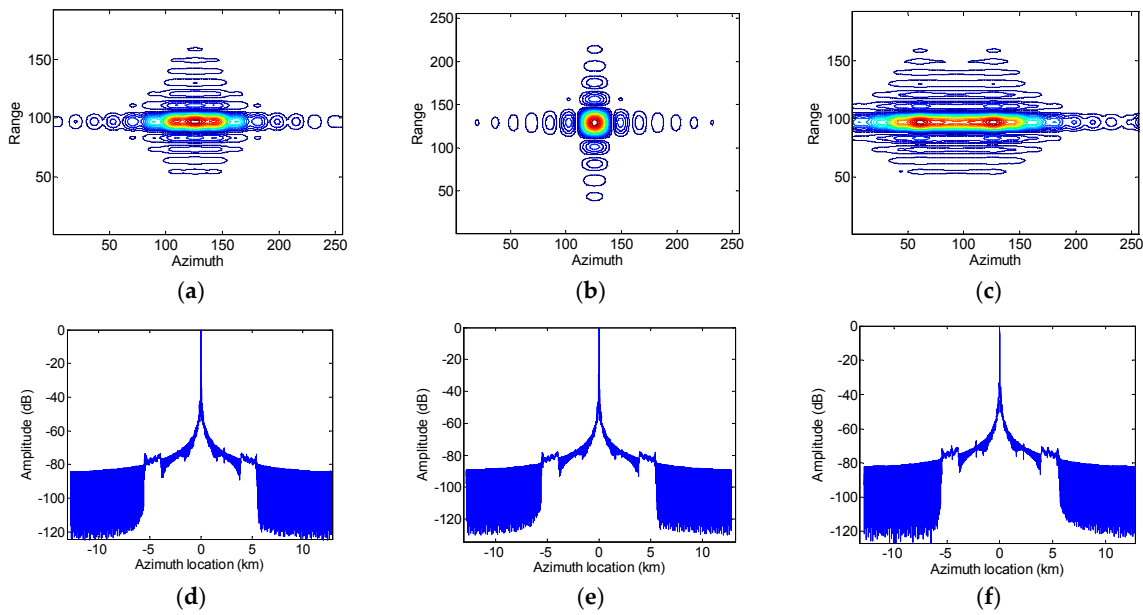 150
100
50
Range
50 100 150 200 250
Azimuth
(a)
250
200
150
100
50
Range
50 100 150 200 250
Azimuth
(b)
150
100
50
Range
50 100 150 200 250
Azimuth
(c)
0
-20
-40
-60
-80
-100
-120
Amplitude (dB)
-10 -5 0 5 10
Azimuth location (km)
(d)
0
-20
-40
-60
-80
-100
-120
Amplitude (dB)
-10 -5 0 5 10
Azimuth location (km)
(e)
0
-20
-40
-60
-80
-100
-120
Amplitude (dB)
-10 -5 0 5 10
Azimuth location (km)
(f)